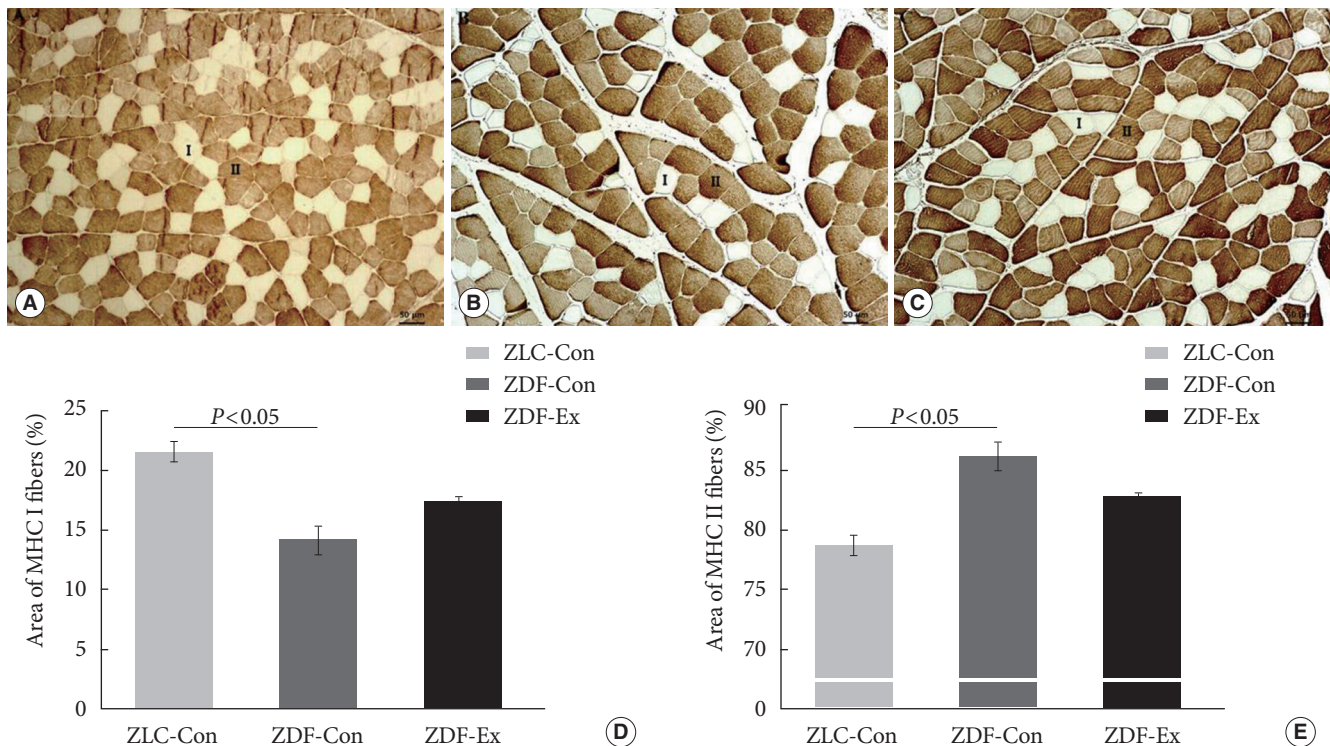 A
B
C
I
II
I
II
I
II
50 µm
50 µm
50 µm
A
B
C
ZLC-Con
ZDF-Con
ZDF-Ex
P<0.05
Area of MHC I fibers (%)
25
20
15
10
5
0
ZLC-Con
ZDF-Con
ZDF-Ex
D
ZLC-Con
ZDF-Con
ZDF-Ex
P<0.05
Area of MHC II fibers (%)
90
85
80
75
70
0
ZLC-Con
ZDF-Con
ZDF-Ex
E